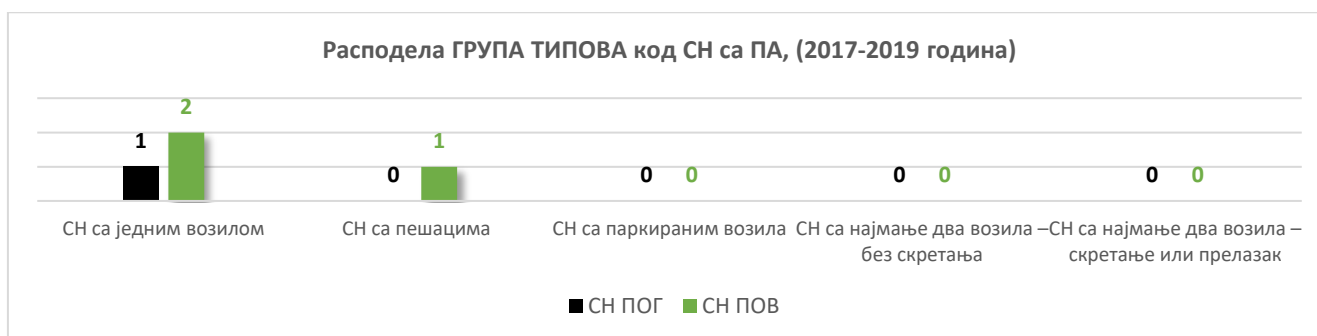 Расподела ГРУПА ТИПОВА код СН са ПА, (2017-2019 година)
2
1
1
0
0
0
0
0
0
0
СН са једним возилом
СН са пешацима
СН са паркираним возила
СН са најмање два возила –
без скретања
СН са најмање два возила –
скретање или прелазак
СН ПОГ
СН ПОВ